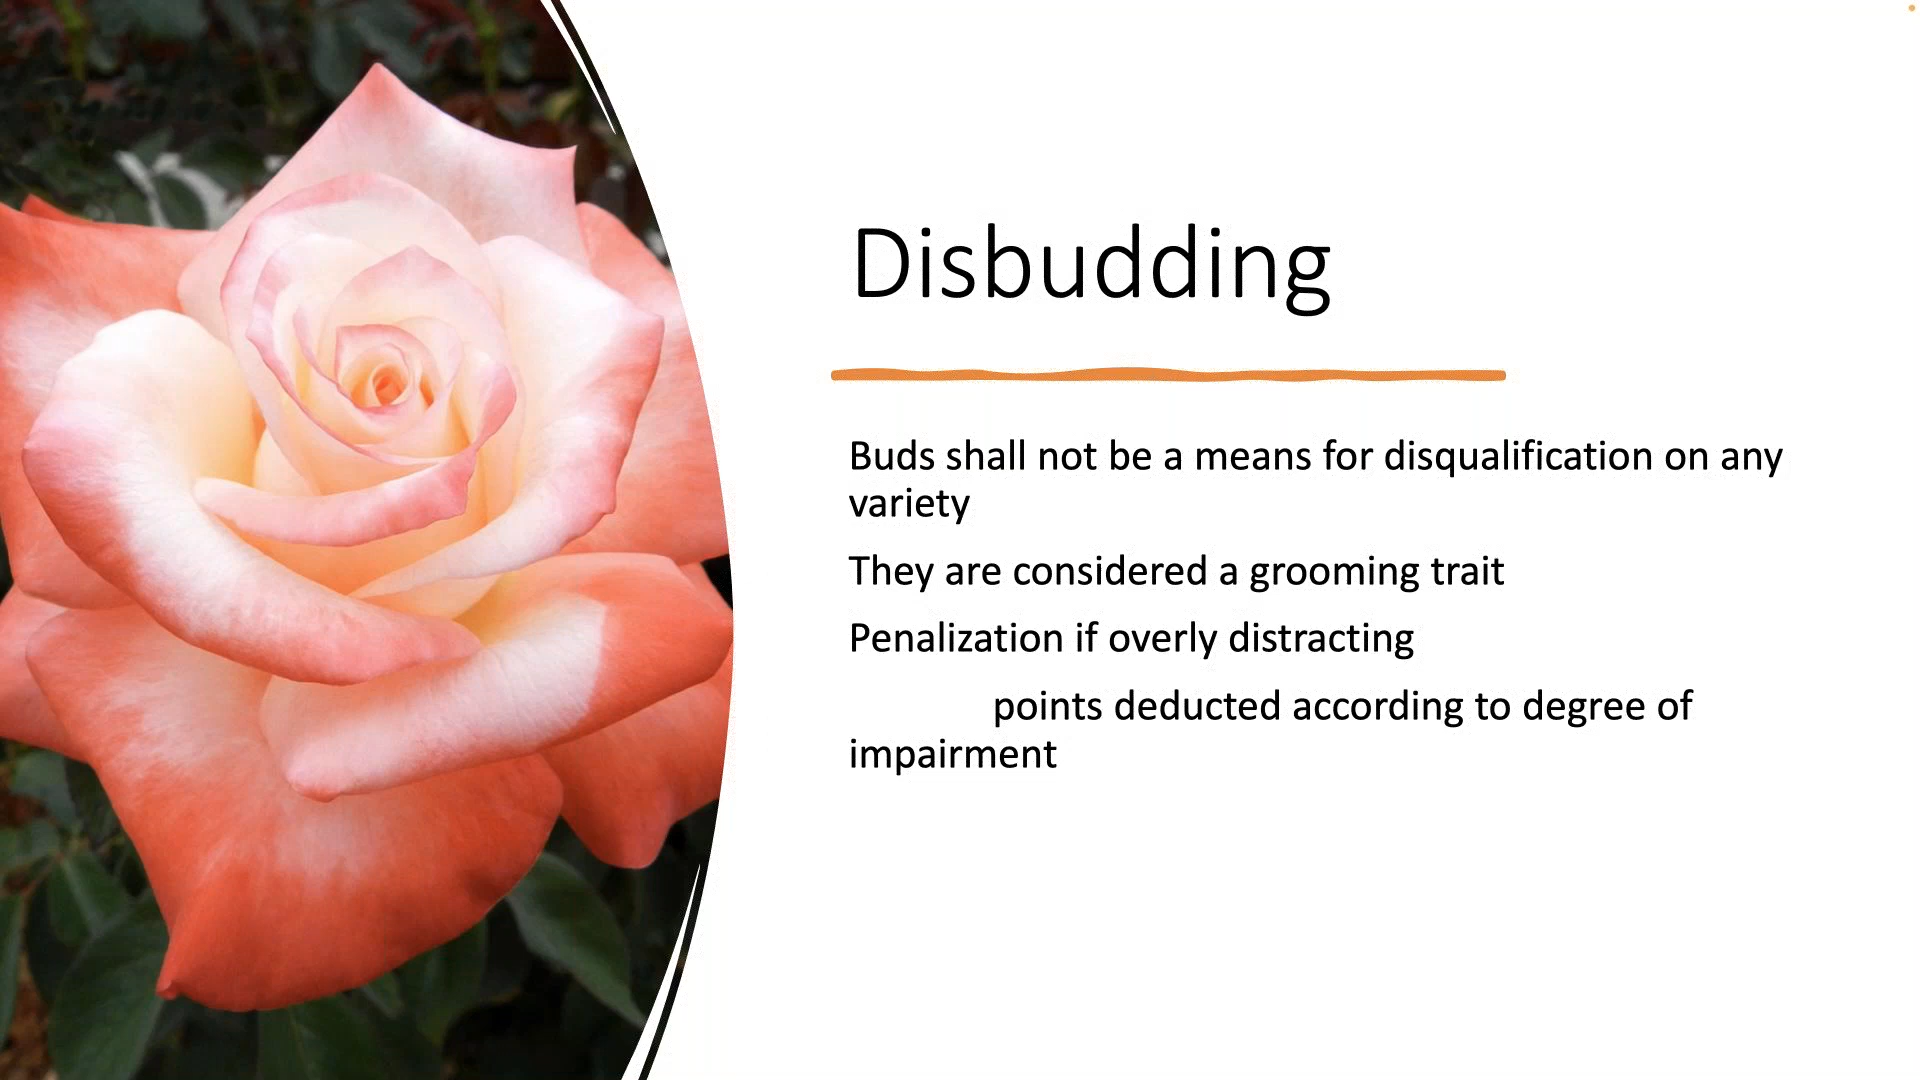 Disbudding
Buds shall not be a means for disqualification on any
variety
They are considered a grooming trait
Penalization if overly distracting
points deducted according to degree of
impairment